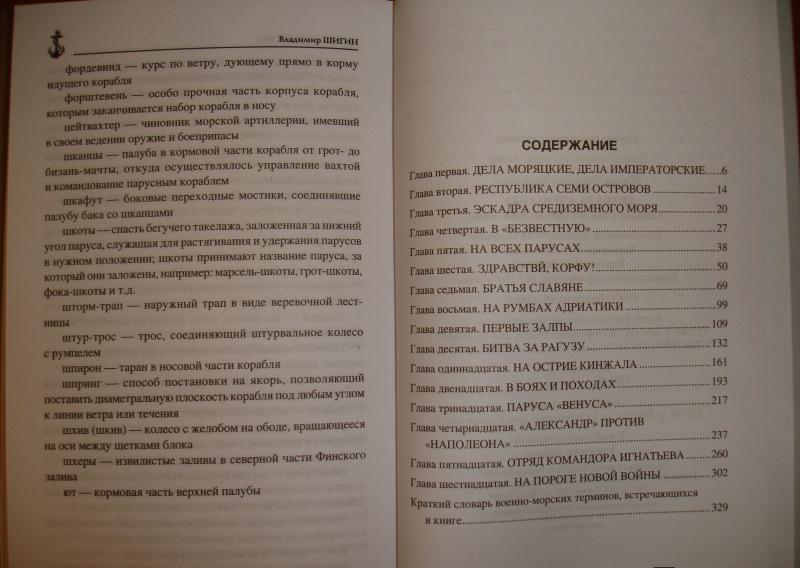 Владимир ШИГИН
фордевинд — курс по ветру, дующему прямо в корму
идущего корабля
форштевень — особо прочная часть корпуса корабля,
которым заканчивается набор корабля в носу
цейтвахтер — чиновник морской артиллерии, имевший
в своем ведении оружие и боеприпасы
шканцы — палуба в кормовой части корабля от грот- до
бизань-мачты, откуда осуществлялось управление вахтой
и командование парусным кораблем
шкафут — боковые переходные мостики, соединявшие
палубу бака со шканцами
шкоты — снасть бегучего такелажа, заложенная за нижний
угол паруса, служащая для растягивания и удержания парусов
в нужном положении; шкоты принимают название паруса, за
который они заложены, например: марсель-шкоты, грот-шкоты,
фока-шкоты и т.д.
шторм-трап — наружный трап в виде веревочной лест-
ницы
штур-трос — трос, соединяющий штурвальное колесо
с румпелем
шпирон — таран в носовой части корабля
шпринг — способ постановки на якорь, позволяющий
поставить диаметральную плоскость корабля под любым углом
к линии ветра или течения
шхив (шкив) — колесо с желобом на ободе, вращающееся
на оси между щетками блока
шхеры — извилистые заливы в северной части Финского
залива
ют — кормовая часть верхней палубы
СОДЕРЖАНИЕ
Глава первая. ДЕЛА МОРЯЦКИЕ, ДЕЛА ИМПЕРАТОРСКИЕ.....6
Глава вторая. РЕСПУБЛИКА СЕМИ ОСТРОВОВ ................ 14
Глава третья. ЭСКАДРА СРЕДИЗЕМНОГО МОРЯ ............... 20
Глава четвертая. В «БЕЗВЕСТНУЮ» ............................. 27
Глава пятая. НА ВСЕХ ПАРУСАХ ................................ 38
Глава шестая. ЗДРАВСТВЙ, КОРФУ! ............................. 50
Глава седьмая. БРАТЬЯ СЛАВЯНЕ ............................... 69
Глава восьмая. НА РУМБАХ АДРИАТИКИ ........................ 99
Глава девятая. ПЕРВЫЕ ЗАЛПЫ ................................. 109
Глава десятая. БИТВА ЗА РАГУЗУ ............................... 132
Глава одиннадцатая. НА ОСТРИЕ КИНЖАЛА ................... 161
Глава двенадцатая. В БОЯХ И ПОХОДАХ ....................... 193
Глава тринадцатая. ПАРУСА «ВЕНУСА» ......................... 217
Глава четырнадцатая. «АЛЕКСАНДР» ПРОТИВ
«НАПОЛЕОНА» ................................................. 237
Глава пятнадцатая. ОТРЯД КОМАНДОРА ИГНАТЬЕВА ......... 260
Глава шестнадцатая. НА ПОРОГЕ НОВОЙ ВОЙНЫ ............. 302
Краткий словарь военно-морских терминов, встречающихся
в книге........................................................ 329